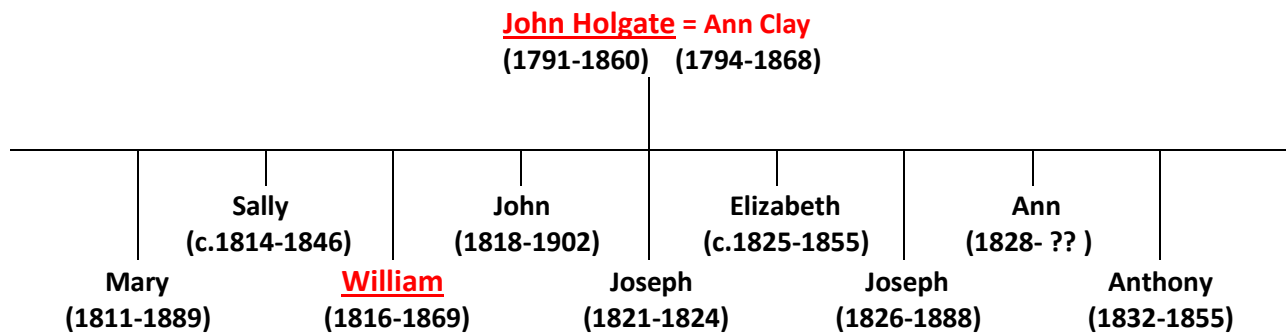 John Holgate = Ann Clay
(1791-1860) (1794-1868)
Sally John Elizabeth Ann
(c.1814-1846) (1818-1902) (c.1825-1855) (1828- ?? )
Mary William Joseph Joseph Anthony
(1811-1889) (1816-1869) (1821-1824) (1826-1888) (1832-1855)